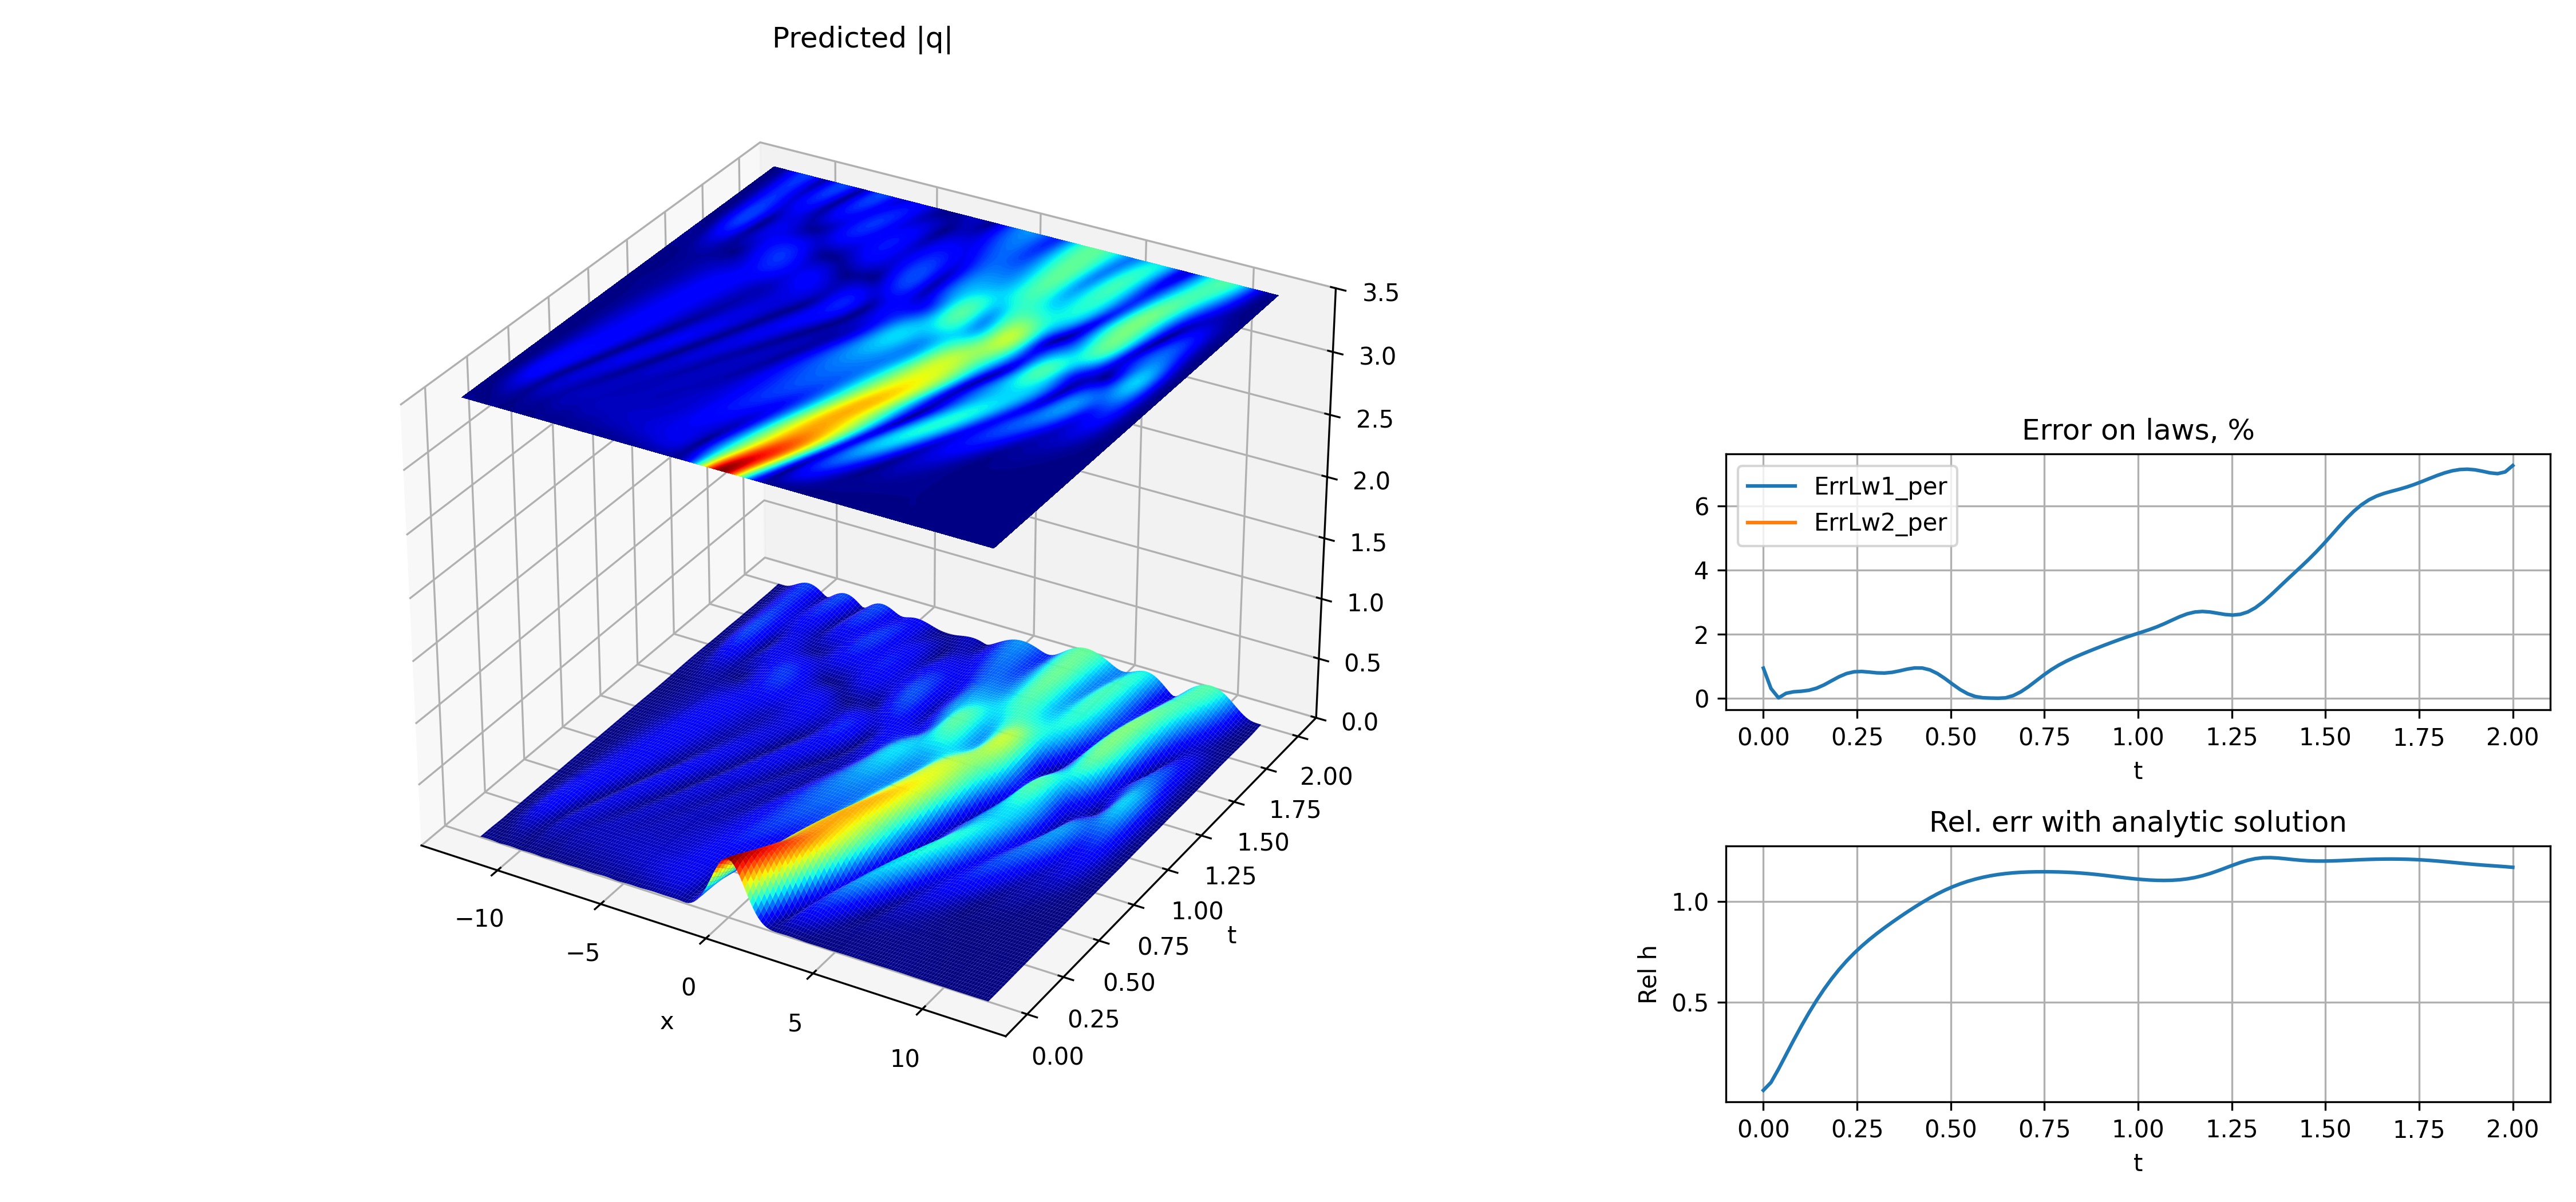 Predicted |q|
3.5
3.0
2.5
2.0
1.5
1.0
0.5
0.0
−10
−5
0
5
10
x
0.00
0.25
0.50
0.75
1.00
1.25
1.50
1.75
2.00
t
Error on laws, %
ErrLw1_per
ErrLw2_per
6
4
2
0
0.00 0.25 0.50 0.75 1.00 1.25 1.50 1.75 2.00
t
Rel. err with analytic solution
Rel h
1.0
0.5
0.00 0.25 0.50 0.75 1.00 1.25 1.50 1.75 2.00
t